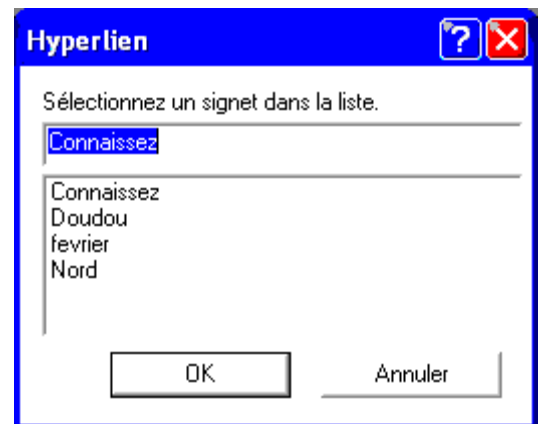 Hyperlien
Sélectionnez un signet dans la liste.
Connaissez
Connaissez
Doudou
fevrier
Nord
OK Annuler